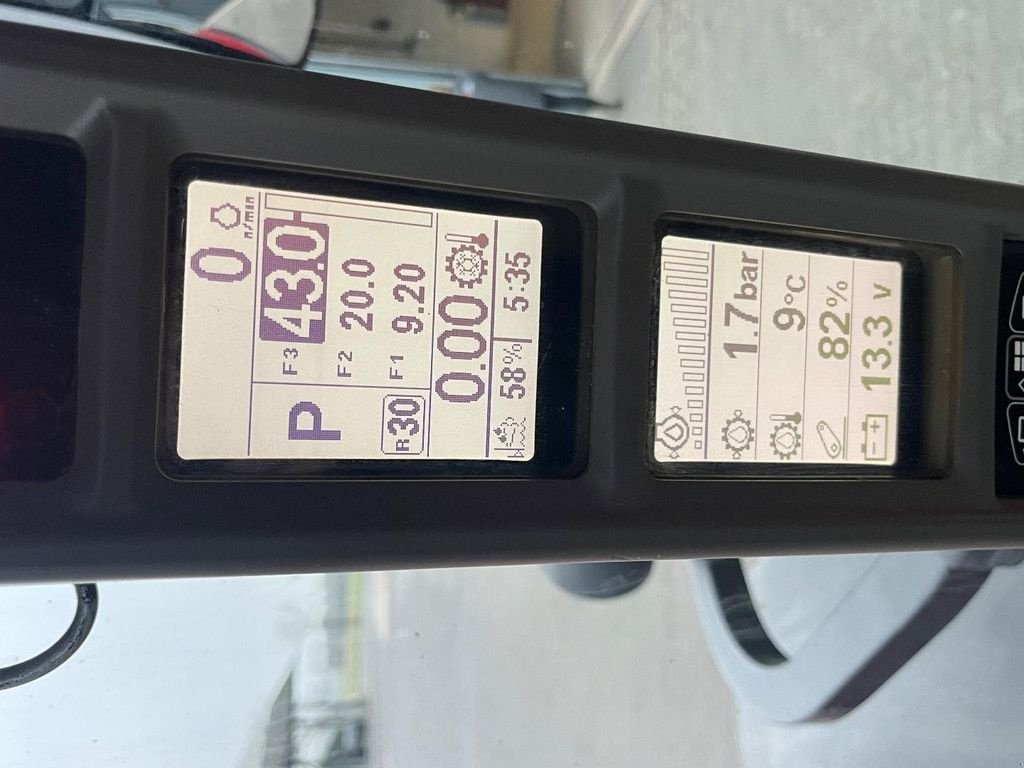 0 n/min
F3 43.0
P
F2 20.0
F1 9.20
R30
0.00
58% 5:35
1.7bar
9°C
82%
13.3 V